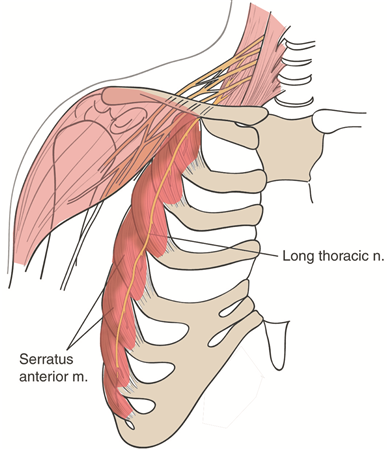 Long thoracic n.
Serratus
anterior m.